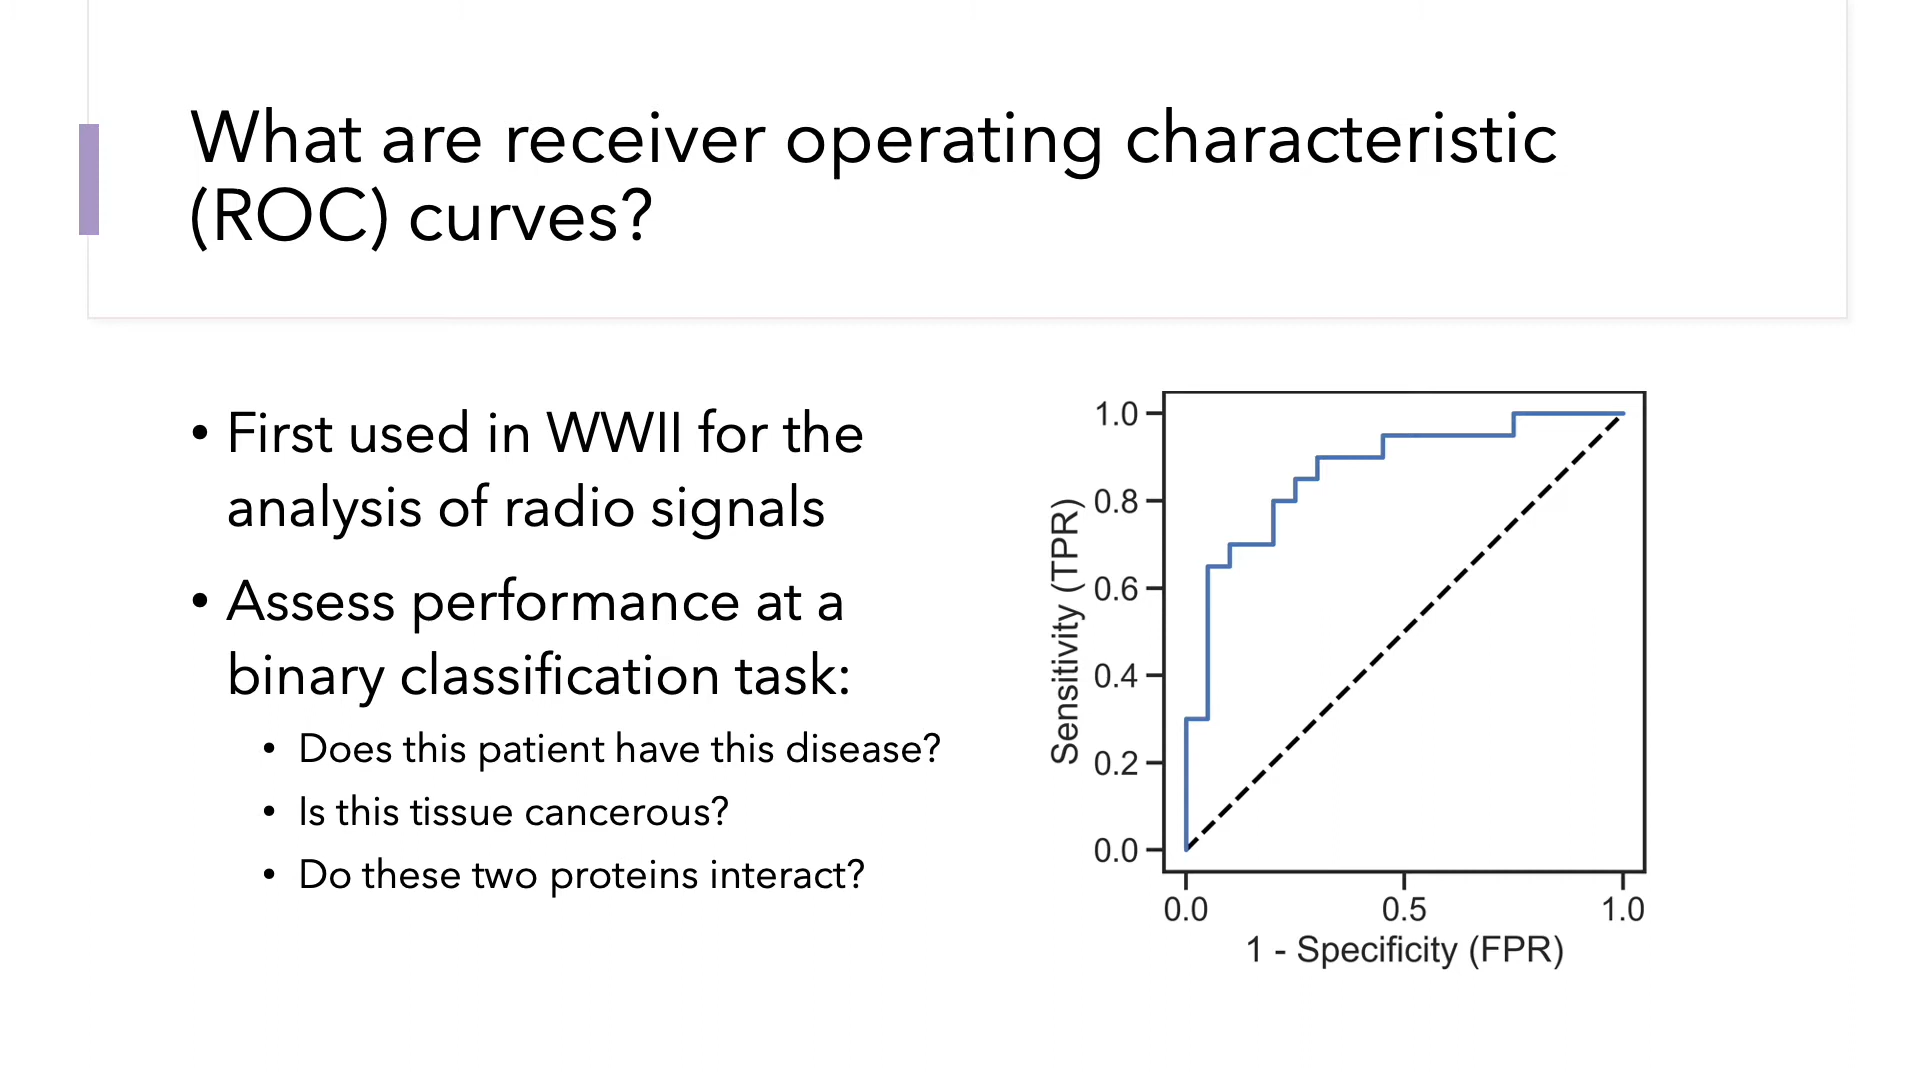 What are receiver operating characteristic
(ROC) curves?
• First used in WWII for the
analysis of radio signals
• Assess performance at a
binary classification task:
• Does this patient have this disease?
• Is this tissue cancerous?
• Do these two proteins interact?
Sensitivity (TPR)
1.0
0.8
0.6
0.4
0.2
0.0
0.0 0.5 1.0
1 - Specificity (FPR)